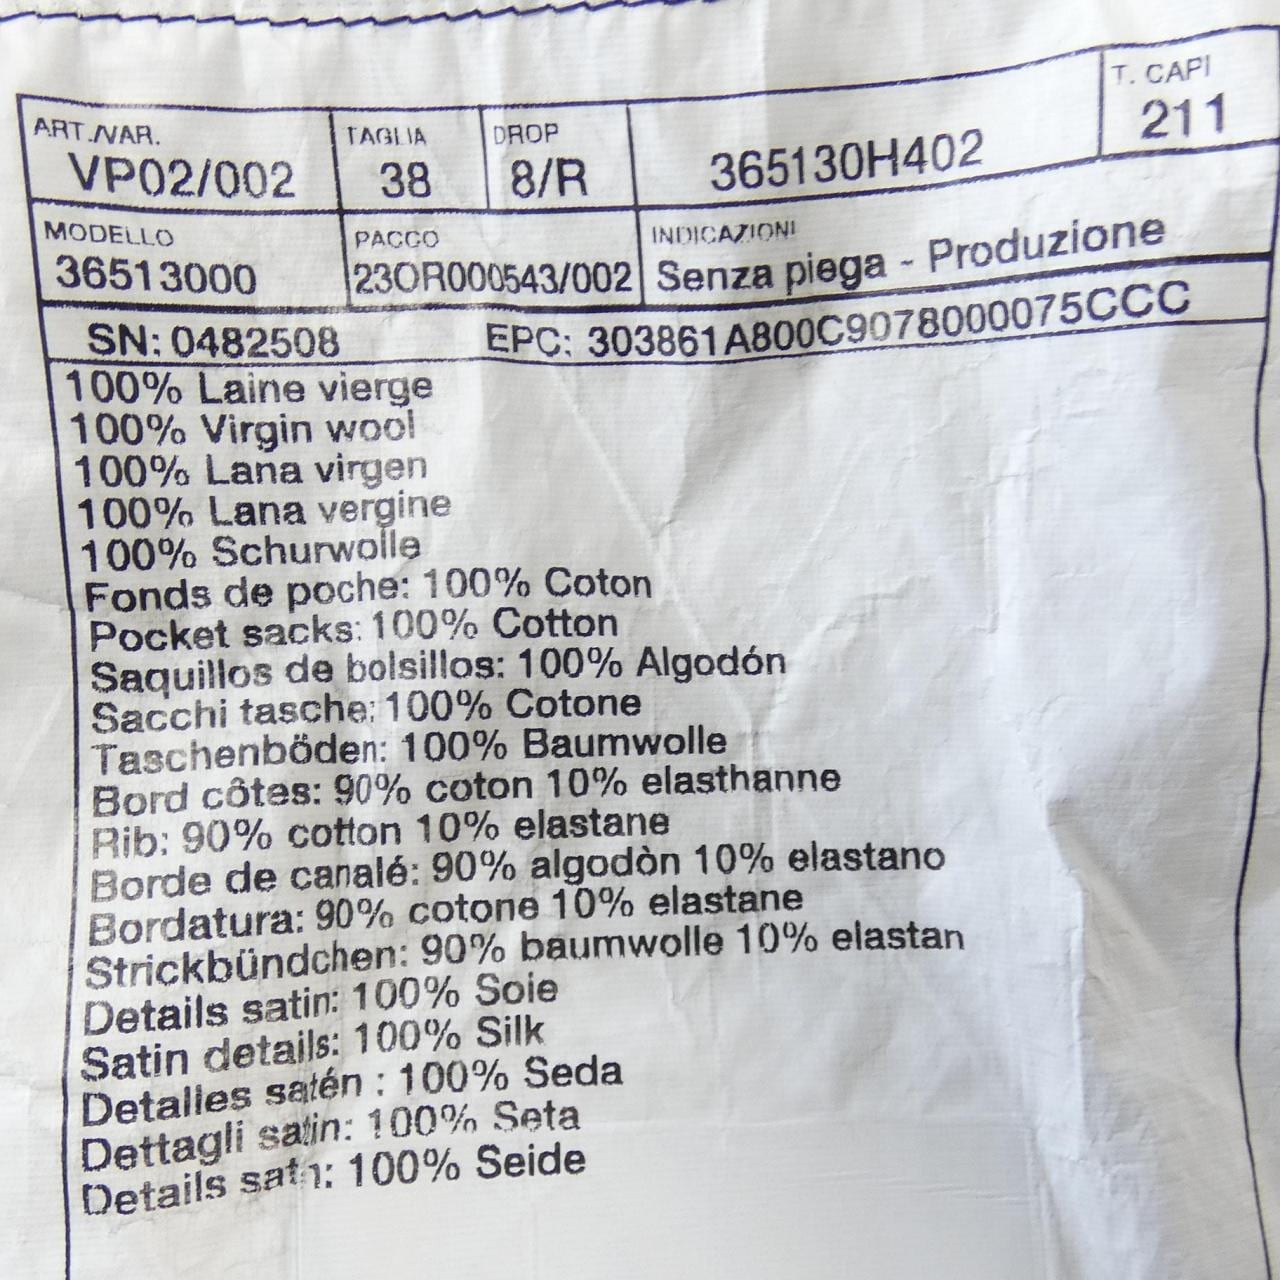 ART./VAR. TAGLIA DROP T. CAPI
VP02/002 38 8/R 365130H402 211
MODELLO PACCO INDICAZIONI
36513000 23OR000543/002 Senza piega - Produzione
SN: 0482508 EPC: 303861A800C9078000075CCC
100% Laine vierge
100% Virgin wool
100% Lana virgen
100% Lana vergine
100% Schurwolle
Fonds de poche: 100% Coton
Pocket sacks: 100% Cotton
Saquillos de bolsillos: 100% Algodón
Sacchi tasche: 100% Cotone
Taschenböden: 100% Baumwolle
Bord côtes: 90% coton 10% elasthanne
Rib: 90% cotton 10% elastane
Borde de canalé: 90% algodòn 10% elastano
Bordatura: 90% cotone 10% elastane
Strickbündchen: 90% baumwolle 10% elastan
Details satin: 100% Soie
Satin details: 100% Silk
Detalles satén : 100% Seda
Dettagli satin: 100% Seta
Details satin: 100% Seide